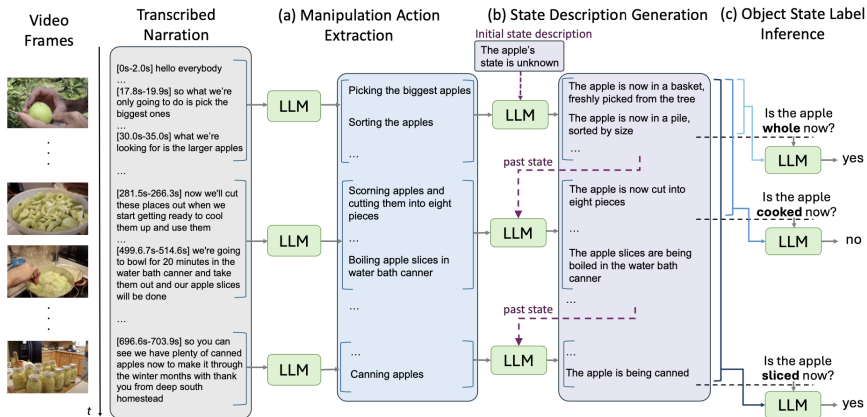 Video
Frames
t
Transcribed
Narration
[0s-2.0s] hello everybody
...
[17.8s-19.9s] so what we're
only going to do is pick the
biggest ones
...
[30.0s-35.0s] what we're
looking for is the larger apples
...
[281.5s-266.3s] now we'll cut
these places out when we
start getting ready to cool
them up and use them
...
[499.6.7s-514.6s] we're going
to bowl for 20 minutes in the
water bath canner and take
them out and our apple slices
will be done
...
[696.6s-703.9s] so you can
see we have plenty of canned
apples now to make it through
the winter months with thank
you from deep south
homestead
(a) Manipulation Action
Extraction
LLM
Picking the biggest apples
Sorting the apples
...
LLM
Scorning apples and
cutting them into eight
pieces
...
Boiling apple slices in
water bath canner
...
LLM
Canning apples
(b) State Description Generation
Initial state description
The apple's
state is unknown
LLM
The apple is now in a basket,
freshly picked from the tree
The apple is now in a pile,
sorted by size
...
past state
LLM
The apple is now cut into
eight pieces
...
The apple slices are being
boiled in the water bath
canner
...
past state
LLM
...
The apple is being canned
(c) Object State Label
Inference
Is the apple
whole now?
LLM
yes
Is the apple
cooked now?
LLM
no
Is the apple
sliced now?
LLM
yes